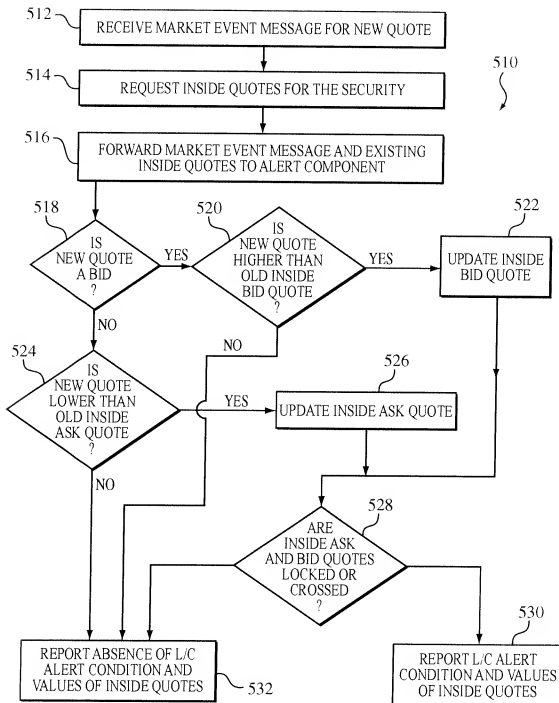 512
RECEIVE MARKET EVENT MESSAGE FOR NEW QUOTE
514
REQUEST INSIDE QUOTES FOR THE SECURITY
510
516
FORWARD MARKET EVENT MESSAGE AND EXISTING
INSIDE QUOTES TO ALERT COMPONENT
518
IS
NEW QUOTE
A BID
?
YES
NO
520
IS
NEW QUOTE
HIGHER THAN
OLD INSIDE
BID QUOTE
?
YES
NO
522
UPDATE INSIDE
BID QUOTE
524
IS
NEW QUOTE
LOWER THAN
OLD INSIDE
ASK QUOTE
?
YES
NO
526
UPDATE INSIDE ASK QUOTE
528
ARE
INSIDE ASK
AND BID QUOTES
LOCKED OR
CROSSED
?
530
REPORT L/C ALERT
CONDITION AND VALUES
OF INSIDE QUOTES
REPORT ABSENCE OF L/C
ALERT CONDITION AND
VALUES OF INSIDE QUOTES
532